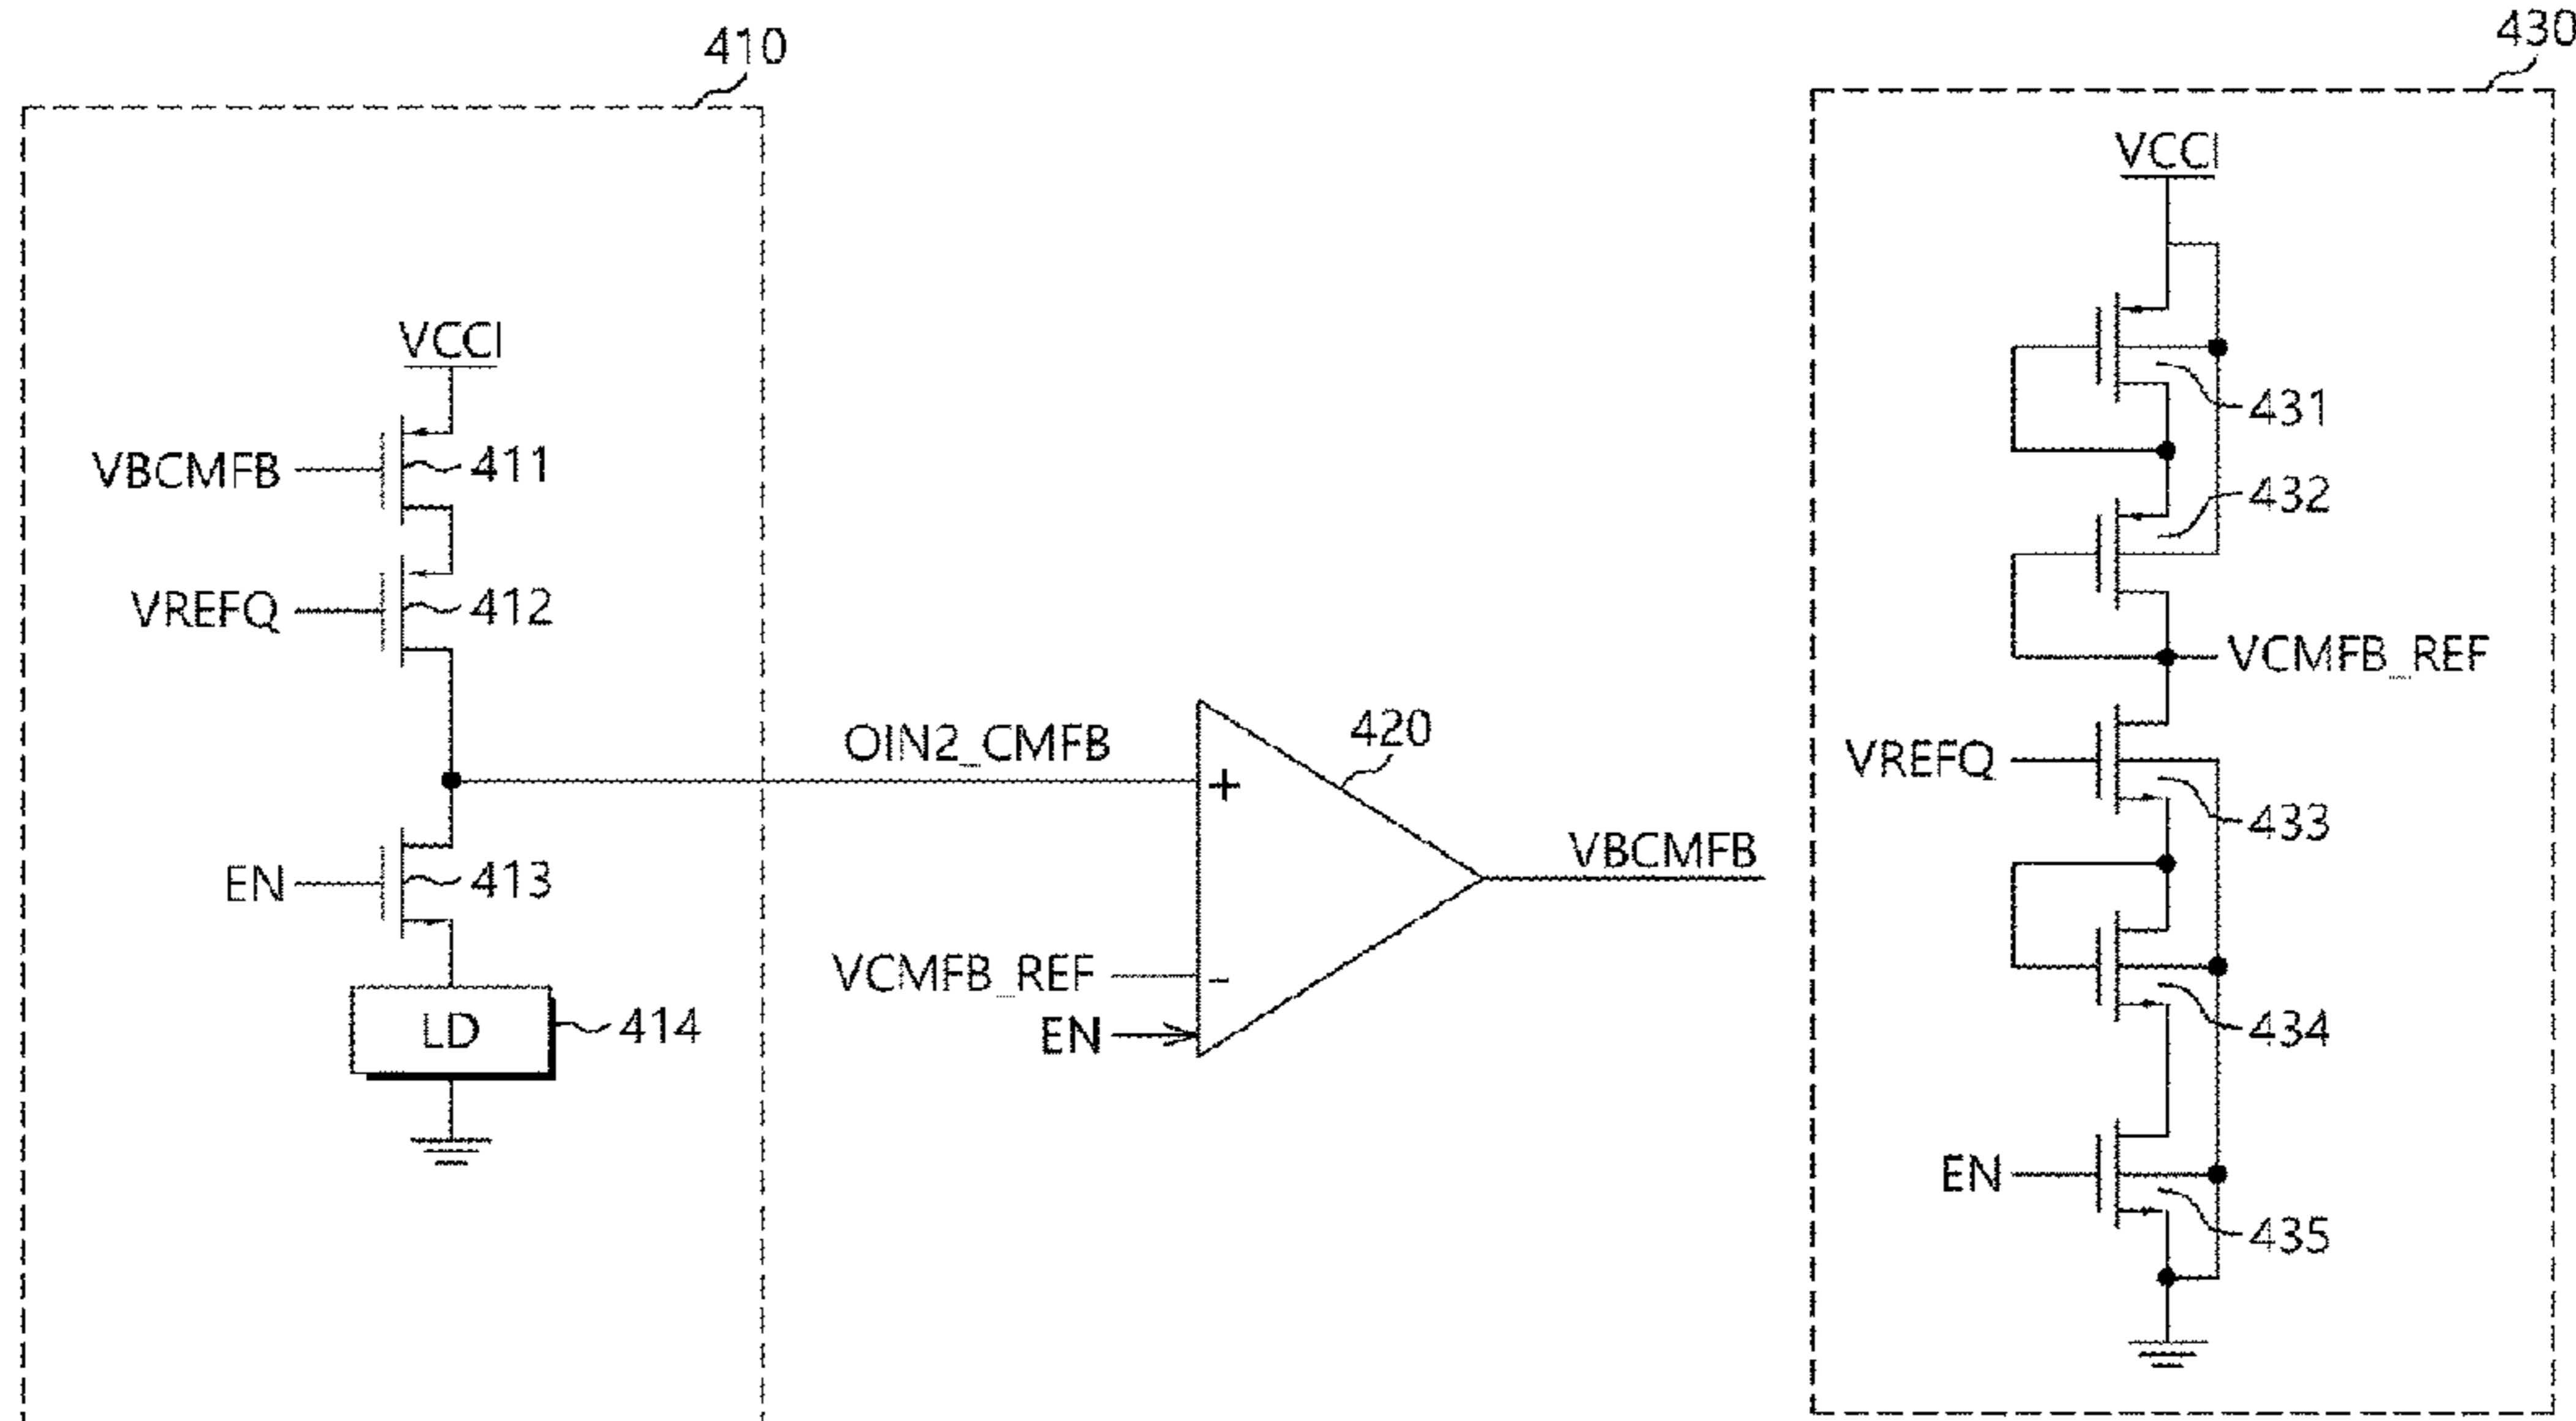 410
VCCI
VBCMFB
411
VREFQ
412
EN
413
LD
414
OIN2_CMFB
+
420
VCMFB_REF
-
EN
VBCMFB
430
VCCI
431
432
VCMFB_REF
VREFQ
433
434
EN
435